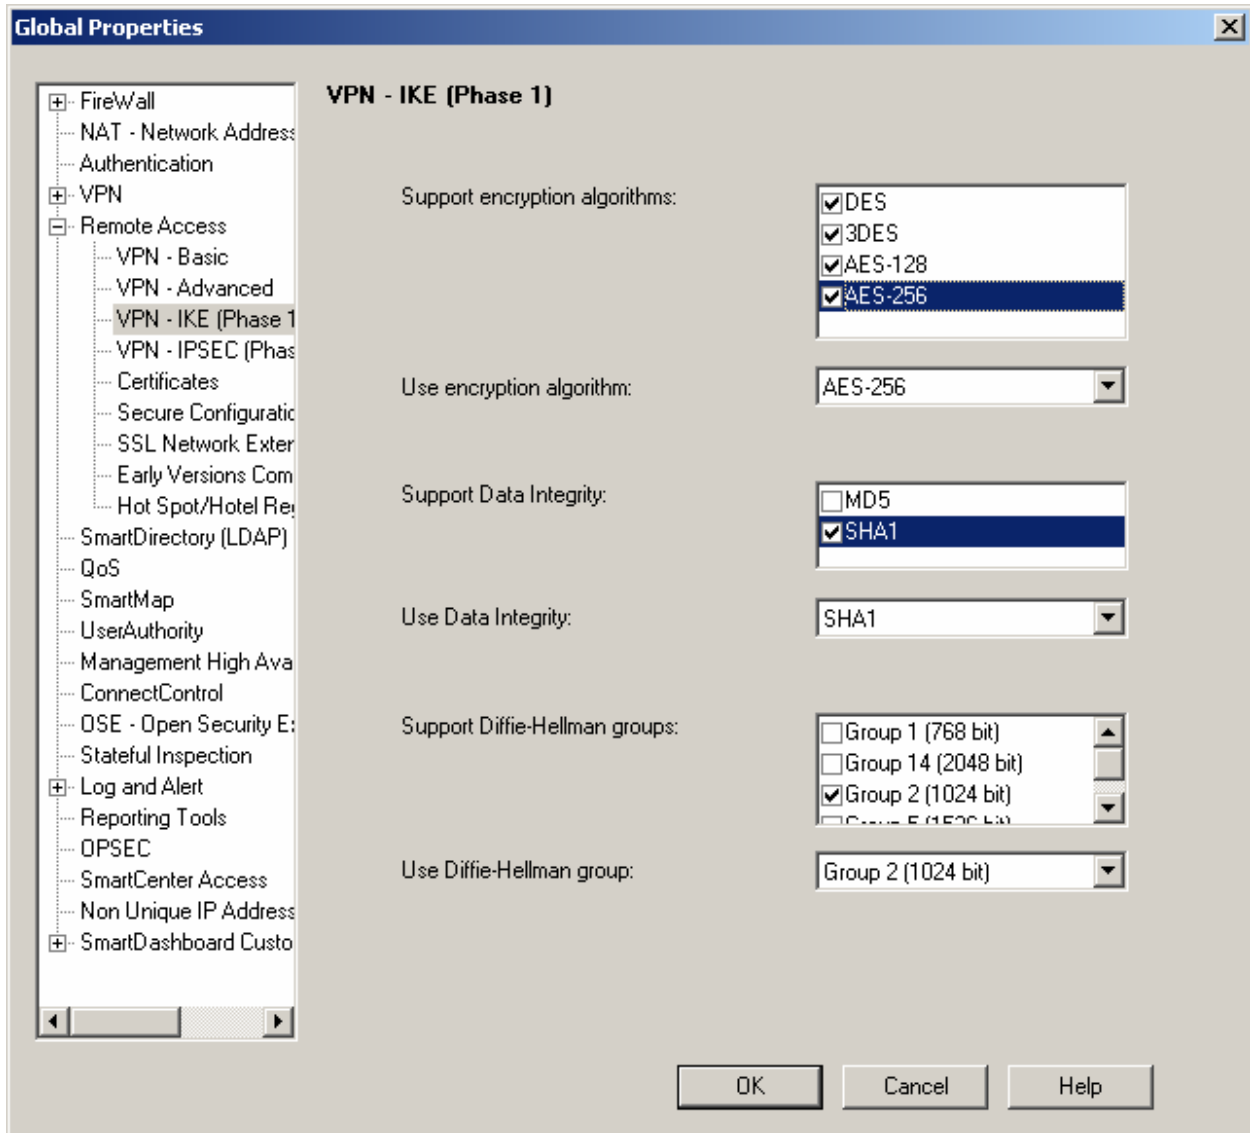 Global Properties
FireWall
NAT - Network Address
Authentication
VPN
Remote Access
VPN - Basic
VPN - Advanced
VPN - IKE (Phase 1
VPN - IPSEC (Phas
Certificates
Secure Configuratio
SSL Network Exter
Early Versions Com
Hot Spot/Hotel Reg
SmartDirectory (LDAP)
QoS
SmartMap
UserAuthority
Management High Ava
ConnectControl
OSE - Open Security E
Stateful Inspection
Log and Alert
Reporting Tools
OPSEC
SmartCenter Access
Non Unique IP Address
SmartDashboard Custo
VPN - IKE (Phase 1)
Support encryption algorithms:
DES
3DES
AES-128
AES-256
Use encryption algorithm:
AES-256
Support Data Integrity:
MD5
SHA1
Use Data Integrity:
SHA1
Support Diffie-Hellman groups:
Group 1 (768 bit)
Group 14 (2048 bit)
Group 2 (1024 bit)
Group 5 (1536 bit)
Use Diffie-Hellman group:
Group 2 (1024 bit)
OK
Cancel
Help